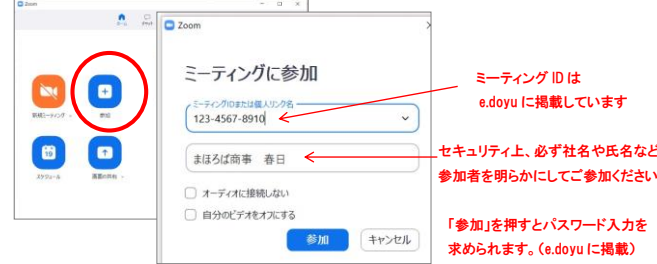 Zoom
ホーム
チャット
新規ミーティング
参加
19
スケジュール
画面の共有
Zoom
ミーティングに参加
ミーティングIDまたは個人リンク名
123-4567-8910
まほろば商事 春日
オーディオに接続しない
自分のビデオをオフにする
参加
キャンセル
ミーティング ID は
e.doyu に掲載しています
セキュリティ上、必ず社名や氏名など
参加者を明らかにしてご参加ください
「参加」を押すとパスワード入力を
求められます。（e.doyu に掲載）